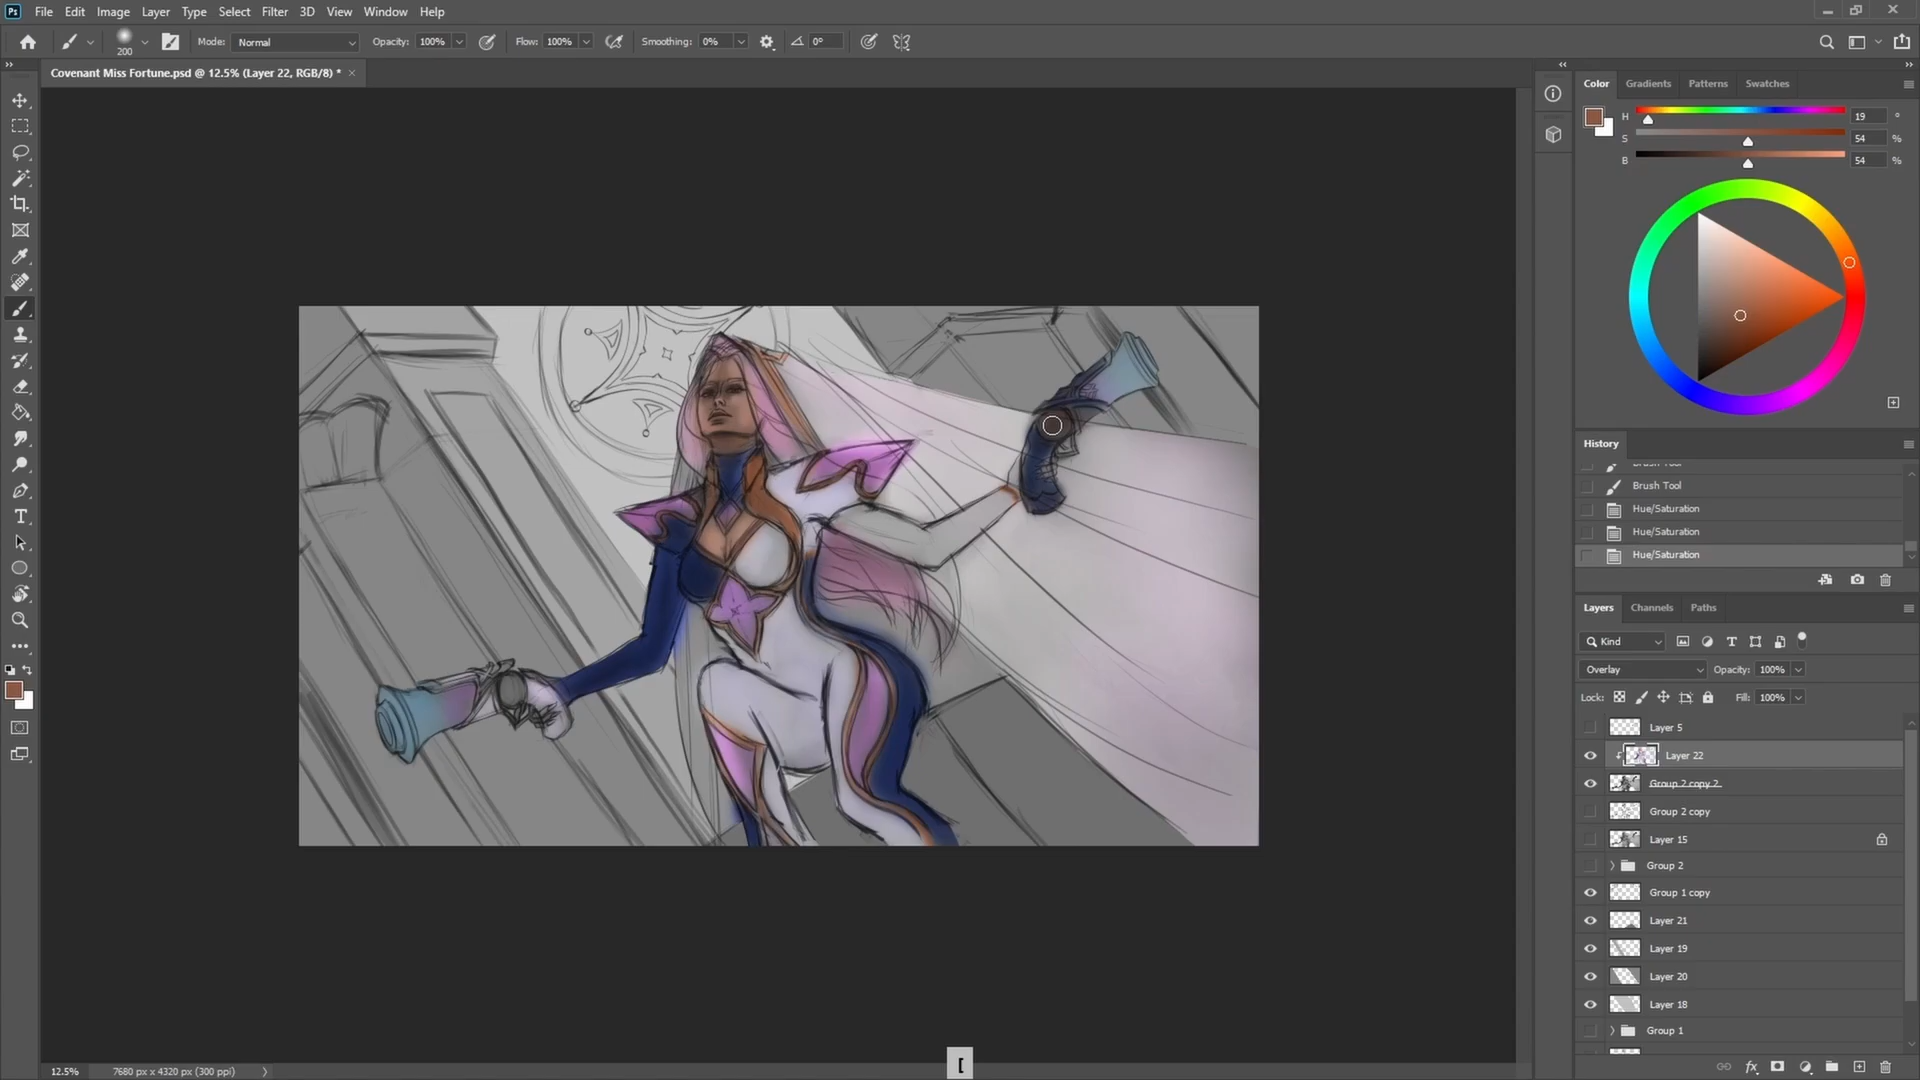 Ps File Edit Image Layer Type Select Filter 3D View Window Help
200 Mode: Normal Opacity: 100% Flow: 100% Smoothing: 0% 0°
Covenant Miss Fortune.psd @ 12.5% (Layer 22, RGB/8) * ×
Color Gradients Patterns Swatches
H 19 °
S 54 %
B 54 %
History
Brush Tool
Brush Tool
Hue/Saturation
Hue/Saturation
Hue/Saturation
Layers Channels Paths
Kind
Overlay Opacity: 100%
Lock: Fill: 100%
Layer 5
Layer 22
Group 2 copy 2
Group 2 copy
Layer 15
Group 2
Group 1 copy
Layer 21
Layer 19
Layer 20
Layer 18
Group 1
12.5% 7680 px x 4320 px (300 ppi)
[